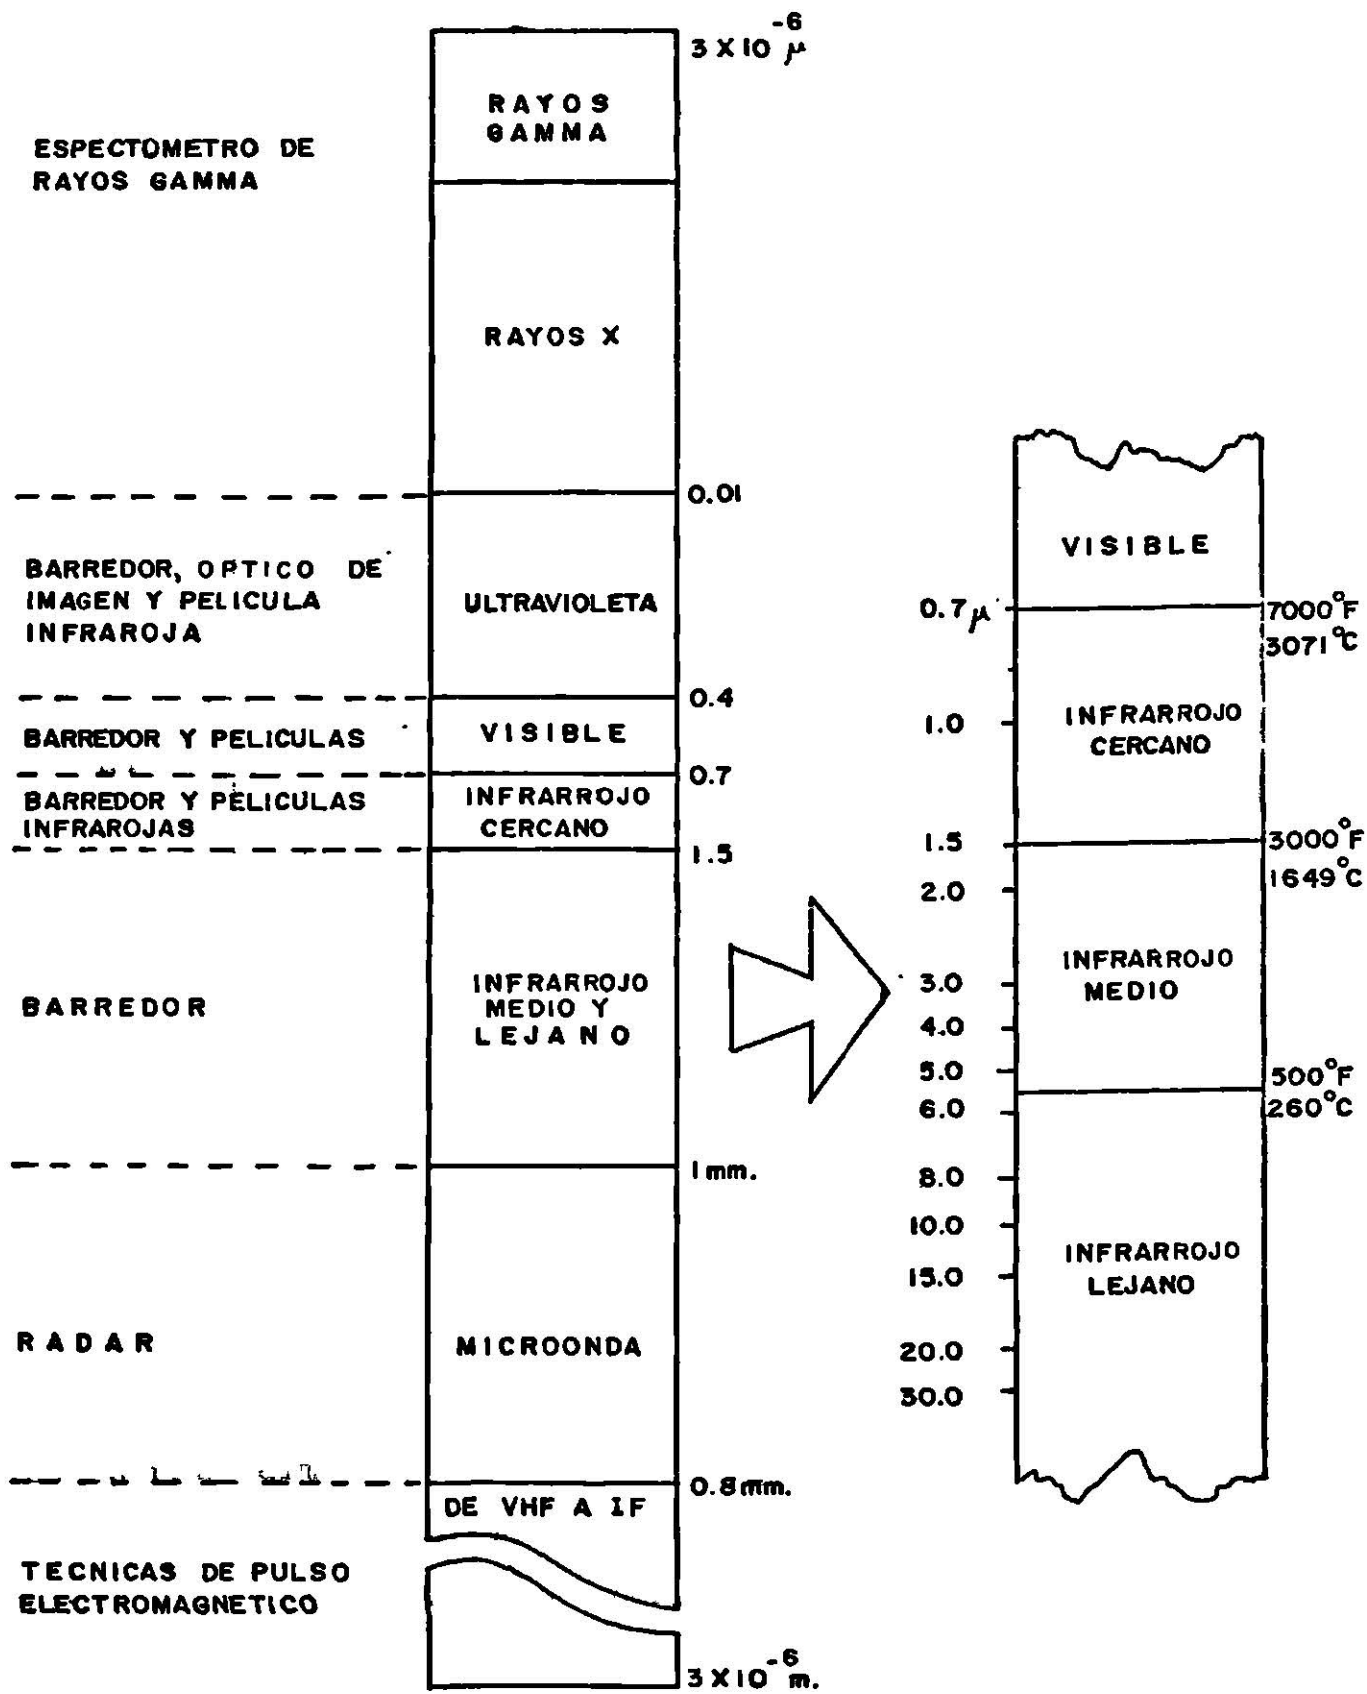 3 X 10⁻⁶ μ
RAYOS
GAMMA
ESPECTOMETRO DE
RAYOS GAMMA
RAYOS X
0.01
BARREDOR, OPTICO DE
IMAGEN Y PELICULA
INFRAROJA
ULTRAVIOLETA
0.4
BARREDOR Y PELICULAS
VISIBLE
0.7
BARREDOR Y PELICULAS
INFRAROJAS
INFRARROJO
CERCANO
1.5
BARREDOR
INFRARROJO
MEDIO Y
LEJANO
1 mm.
RADAR
MICROONDA
0.8 mm.
DE VHF A IF
TECNICAS DE PULSO
ELECTROMAGNETICO
3 X 10⁻⁶ m.
VISIBLE
0.7 μ
7000°F
3071°C
1.0
INFRARROJO
CERCANO
1.5
3000°F
1649°C
2.0
INFRARROJO
MEDIO
3.0
4.0
5.0
500°F
260°C
6.0
8.0
10.0
INFRARROJO
LEJANO
15.0
20.0
30.0